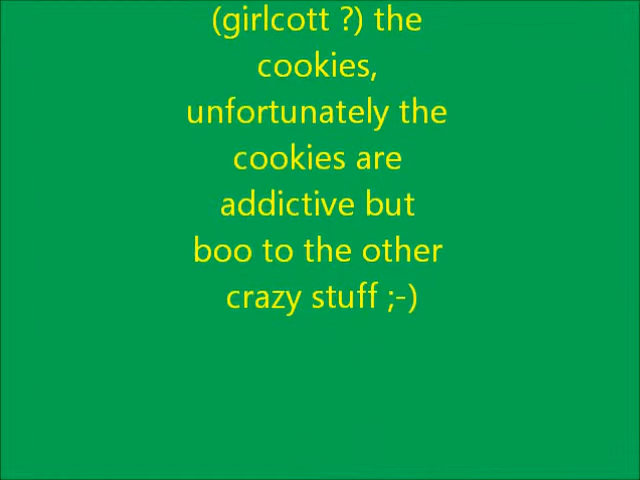 (girlcott ?) the
cookies,
unfortunately the
cookies are
addictive but
boo to the other
crazy stuff ;-)